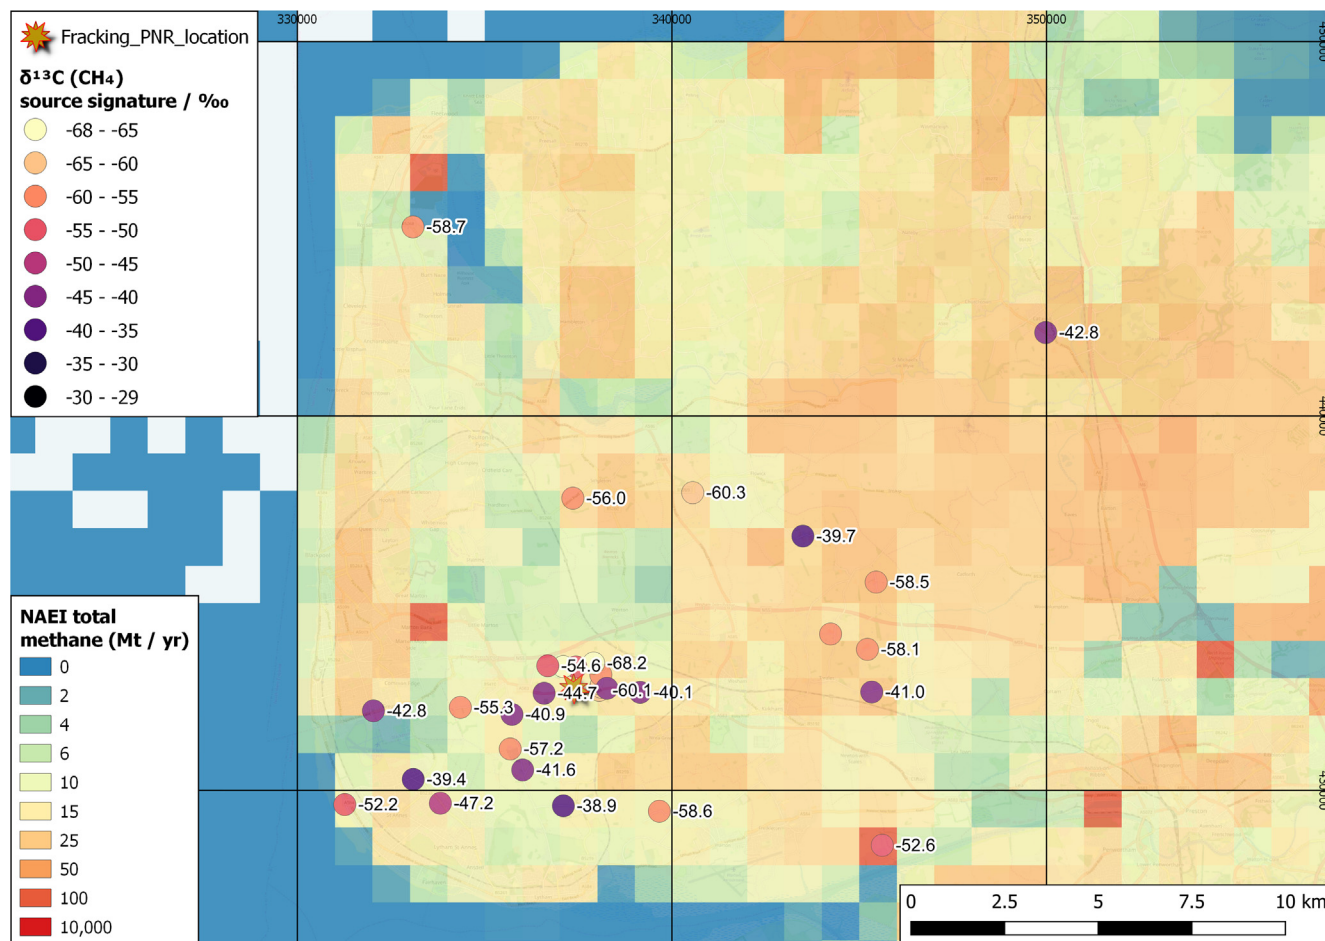 330000
340000
350000
Fracking_PNR_location
δ¹³C (CH₄)
source signature / ‰
-68 - -65
-65 - -60
-60 - -55
-55 - -50
-50 - -45
-45 - -40
-40 - -35
-35 - -30
-30 - -29
-58.7
-42.8
440000
-56.0
-60.3
-39.7
-58.5
-58.1
-54.6
-68.2
-44.7
-60.1
-40.1
-41.0
-42.8
-55.3
-40.9
-57.2
-41.6
-39.4
-52.2
-47.2
-38.9
-58.6
-52.6
NAEI total
methane (Mt / yr)
0
2
4
6
10
15
25
50
100
10,000
0
2.5
5
7.5
10 km